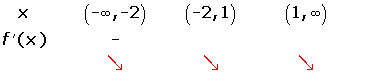 x (-∞,-2) (-2,1) (1,∞)
f'(x) -
↘ ↘ ↘